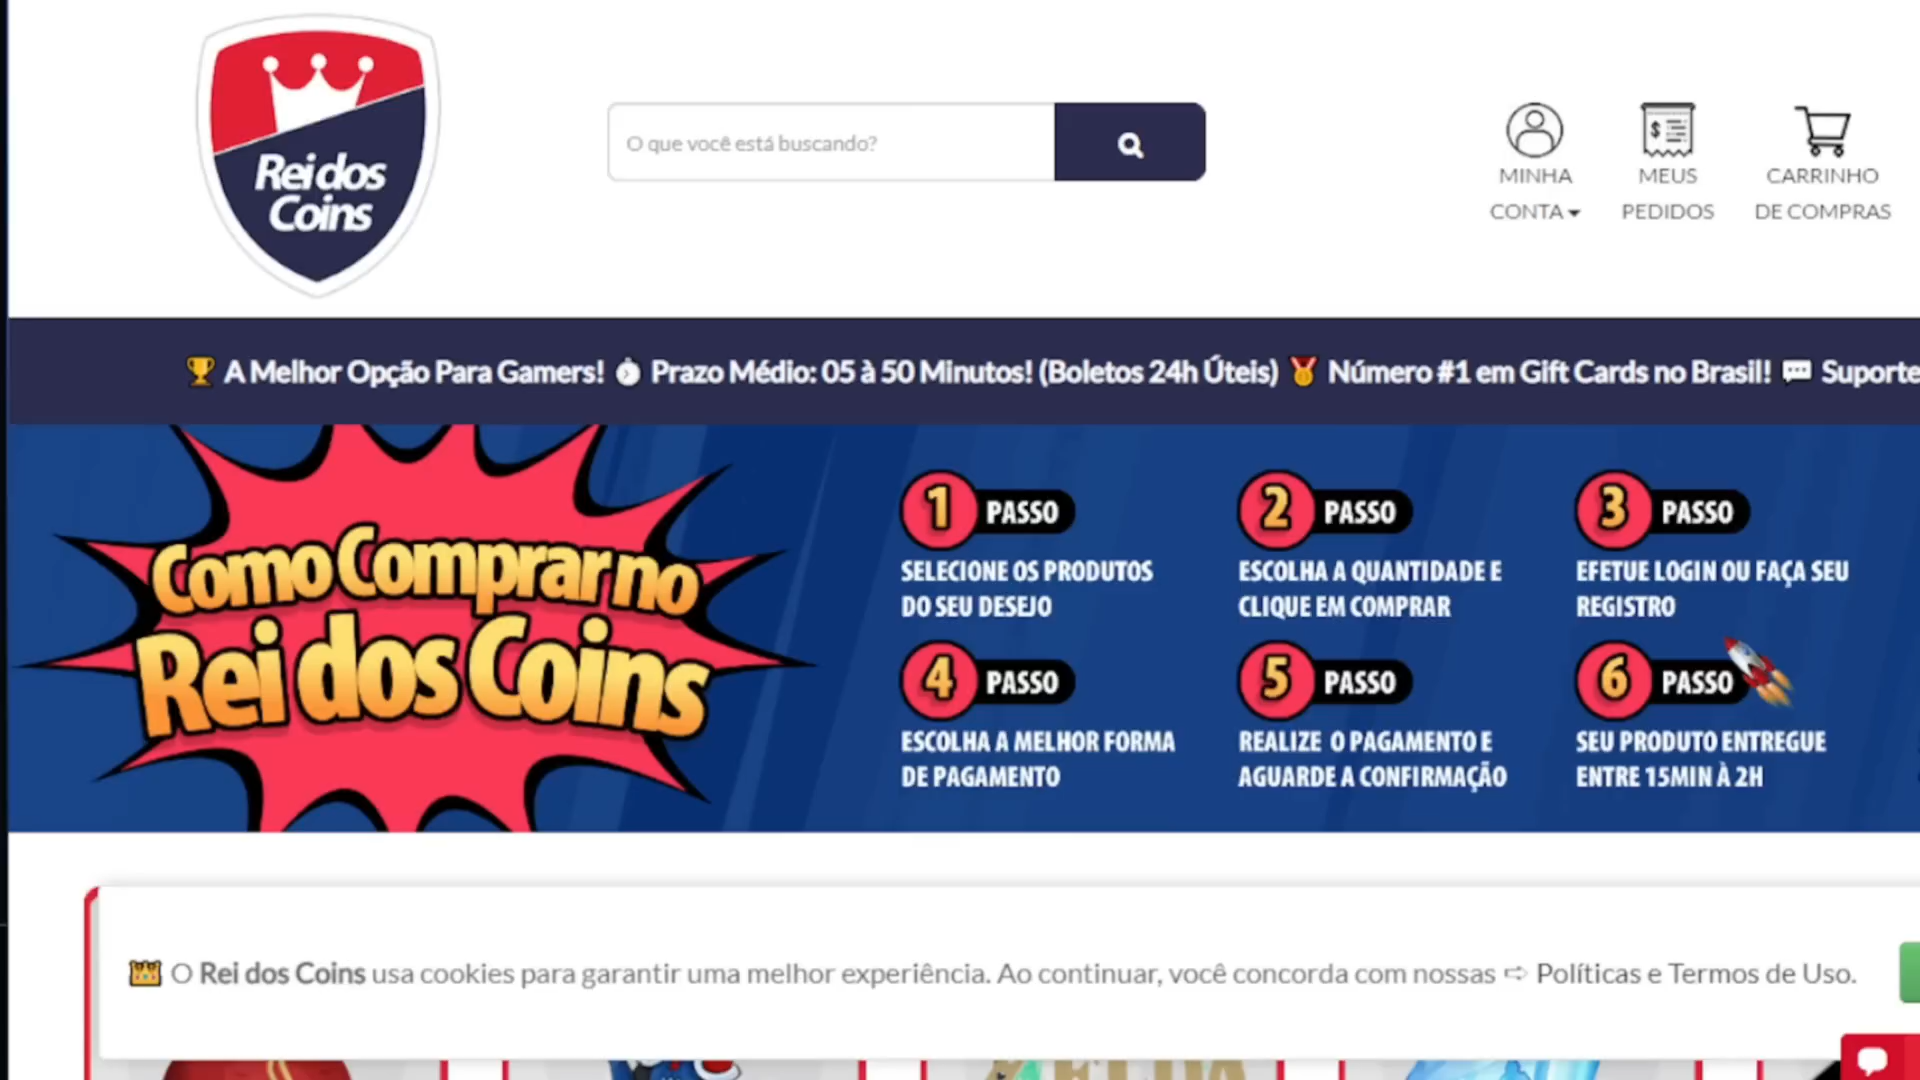 Rei dos
Coins
O que você está buscando?
MINHA
CONTA
MEUS
PEDIDOS
CARRINHO
DE COMPRAS
A Melhor Opção Para Gamers! Prazo Médio: 05 à 50 Minutos! (Boletos 24h Úteis) Número #1 em Gift Cards no Brasil! Suporte
Como Comprar no
Rei dos Coins
1 PASSO
SELECIONE OS PRODUTOS
DO SEU DESEJO
2 PASSO
ESCOLHA A QUANTIDADE E
CLIQUE EM COMPRAR
3 PASSO
EFETUE LOGIN OU FAÇA SEU
REGISTRO
4 PASSO
ESCOLHA A MELHOR FORMA
DE PAGAMENTO
5 PASSO
REALIZE O PAGAMENTO E
AGUARDE A CONFIRMAÇÃO
6 PASSO
SEU PRODUTO ENTREGUE
ENTRE 15MIN À 2H
O Rei dos Coins usa cookies para garantir uma melhor experiência. Ao continuar, você concorda com nossas ➪ Políticas e Termos de Uso.